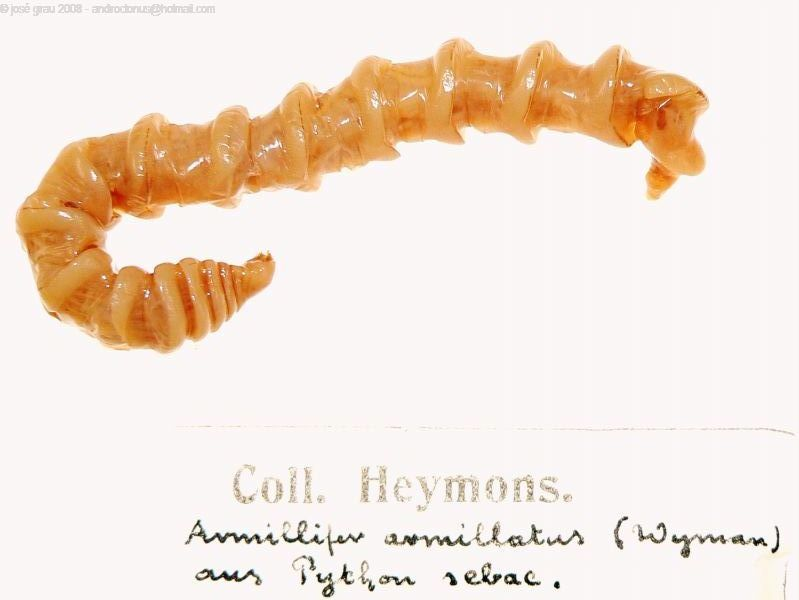 © josé grau 2008 - androctonus@hotmail.com
Coll. Heymons.
Armillifer armillatus (Wyman)
aus Python sebae.